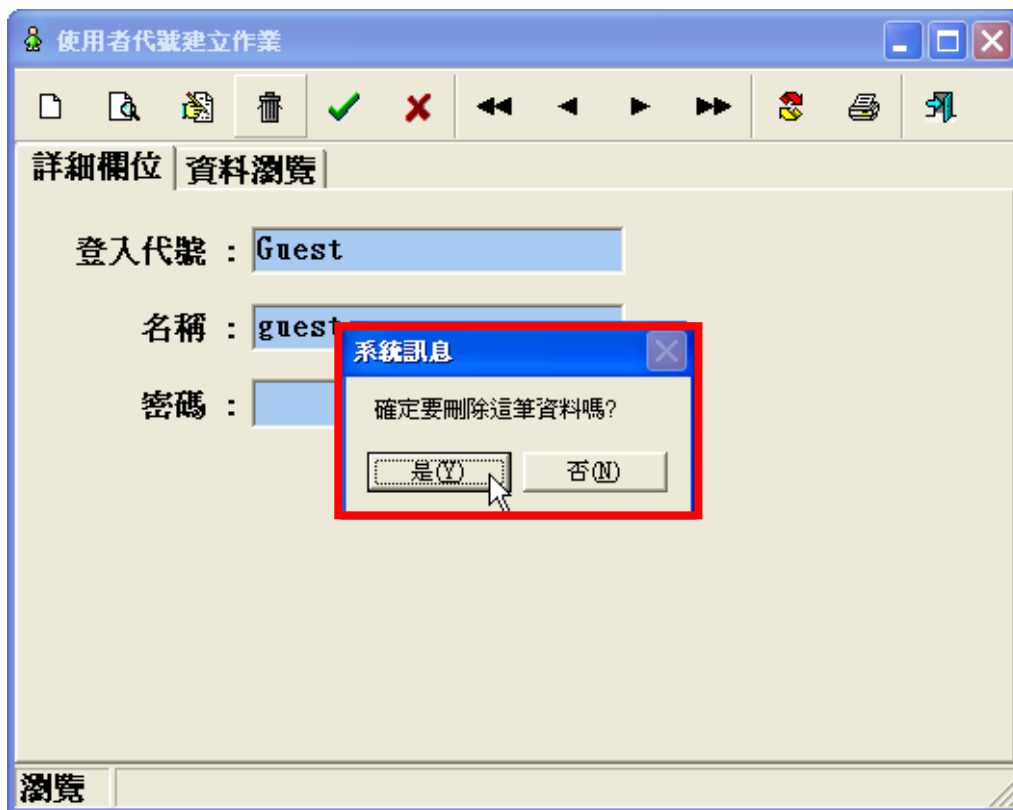 使用者代號建立作業
詳細欄位 資料瀏覽
登入代號 : Guest
名稱 : guest
系統訊息
密碼 :
確定要刪除這筆資料嗎?
是(Y) 否(N)
瀏覽